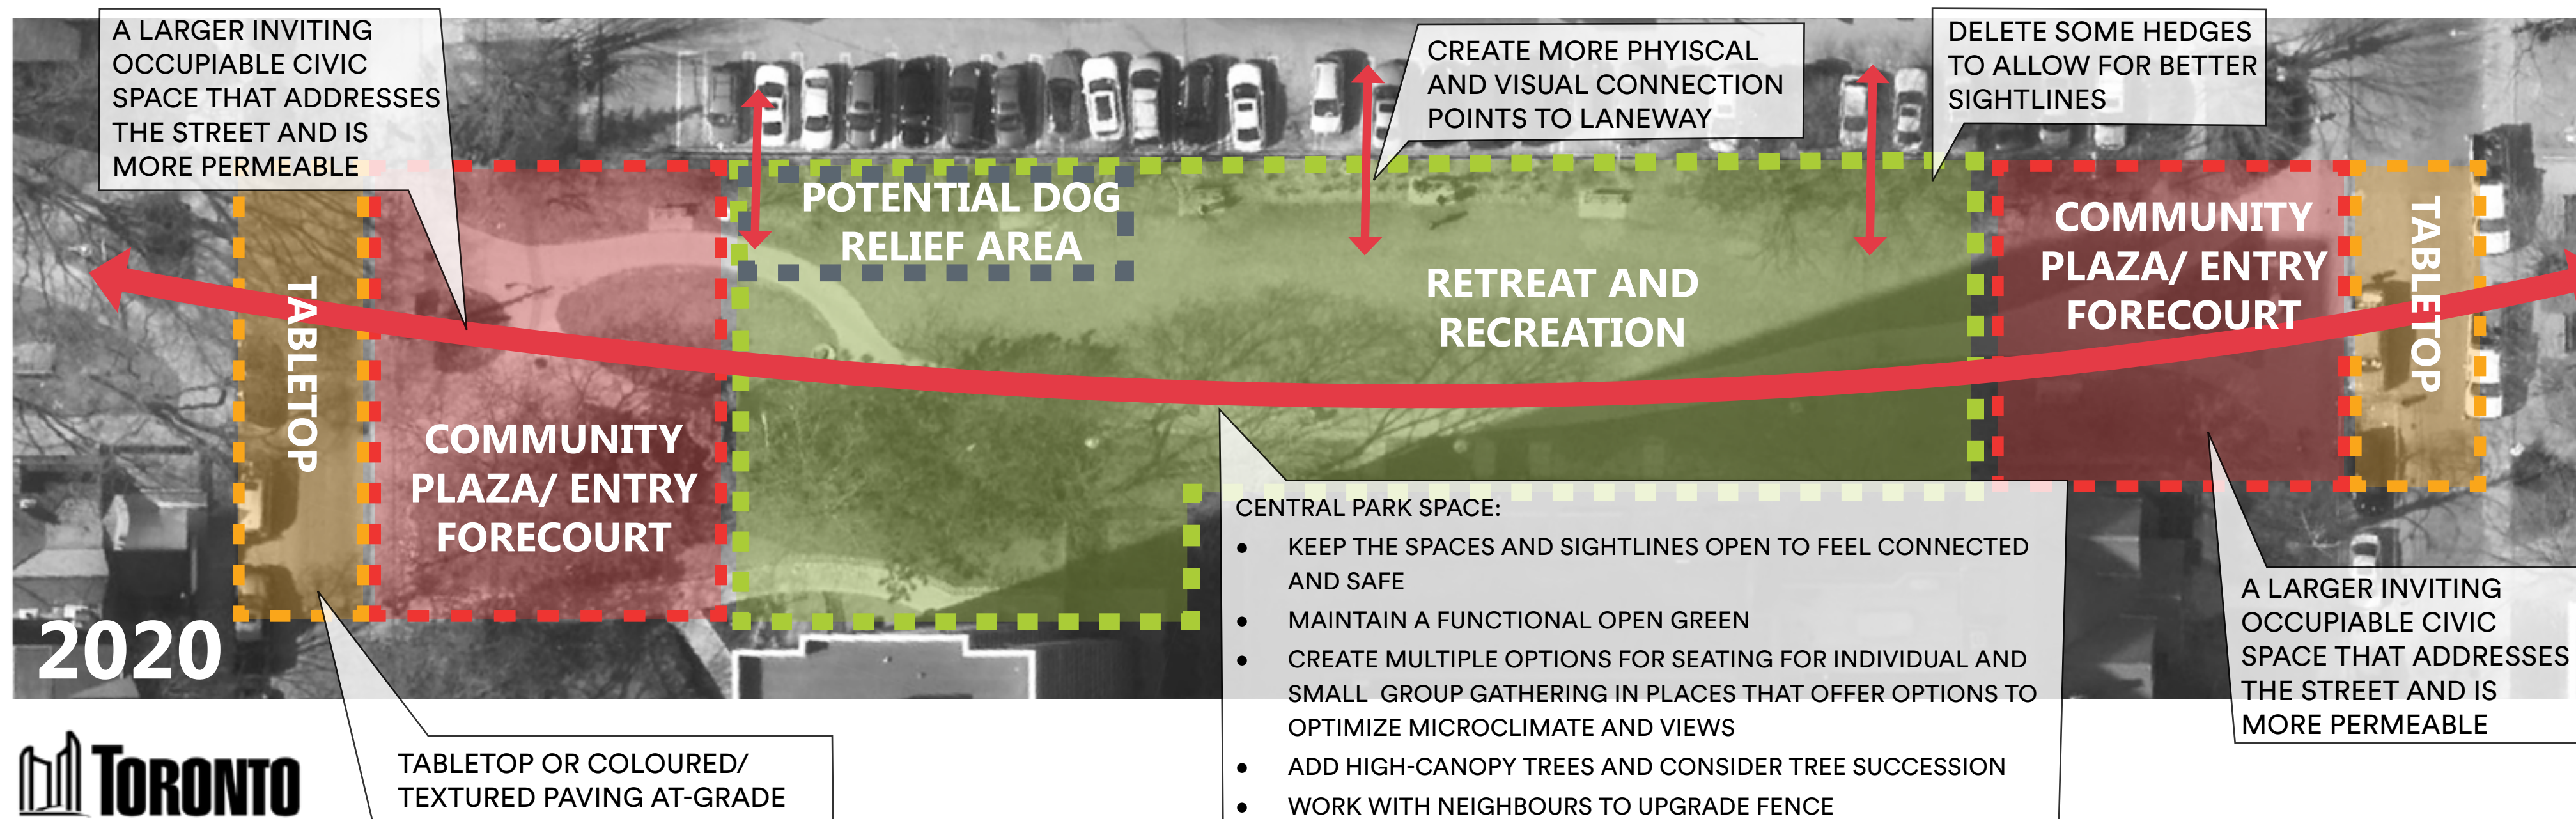 A LARGER INVITING
OCCUPIABLE CIVIC
SPACE THAT ADDRESSES
THE STREET AND IS
MORE PERMEABLE
CREATE MORE PHYISCAL
AND VISUAL CONNECTION
POINTS TO LANEWAY
DELETE SOME HEDGES
TO ALLOW FOR BETTER
SIGHTLINES
TABLETOP
COMMUNITY
PLAZA/ ENTRY
FORECOURT
POTENTIAL DOG
RELIEF AREA
RETREAT AND
RECREATION
COMMUNITY
PLAZA/ ENTRY
FORECOURT
TABLETOP
2020
TORONTO
TABLETOP OR COLOURED/
TEXTURED PAVING AT-GRADE
CENTRAL PARK SPACE:
● KEEP THE SPACES AND SIGHTLINES OPEN TO FEEL CONNECTED
AND SAFE
● MAINTAIN A FUNCTIONAL OPEN GREEN
● CREATE MULTIPLE OPTIONS FOR SEATING FOR INDIVIDUAL AND
SMALL GROUP GATHERING IN PLACES THAT OFFER OPTIONS TO
OPTIMIZE MICROCLIMATE AND VIEWS
● ADD HIGH-CANOPY TREES AND CONSIDER TREE SUCCESSION
● WORK WITH NEIGHBOURS TO UPGRADE FENCE
A LARGER INVITING
OCCUPIABLE CIVIC
SPACE THAT ADDRESSES
THE STREET AND IS
MORE PERMEABLE